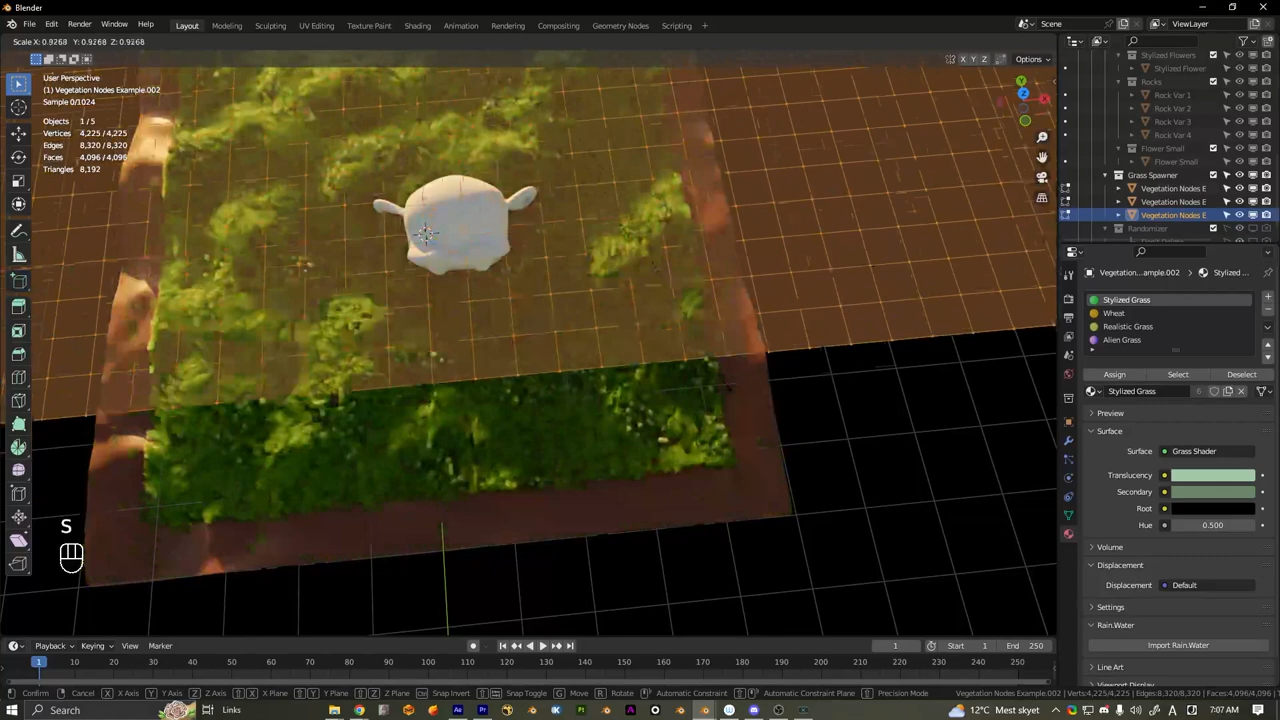 Blender
File Edit Render Window Help Layout Modeling Sculpting UV Editing Texture Paint Shading Animation Rendering Compositing Geometry Nodes Scripting + Scene ViewLayer
Scale X: 0.9268 Y: 0.9268 Z: 0.9268
X Y Z Options
User Perspective
(1) Vegetation Nodes Example.002
Sample 0/1024
Objects 1 / 5
Vertices 4,225 / 4,225
Edges 8,320 / 8,320
Faces 4,096 / 4,096
Triangles 8,192
S
Stylized Flowers
Stylized Flower
Rocks
Rock Var 1
Rock Var 2
Rock Var 3
Rock Var 4
Flower Small
Flower Small
Grass Spawner
Vegetation Nodes E
Vegetation Nodes E
Vegetation Nodes E
Randomizer
Vegetation...ample.002 Stylized ...
Stylized Grass
Wheat
Realistic Grass
Alien Grass
Assign Select Deselect
Stylized Grass 6
Preview
Surface
Surface Grass Shader
Translucency
Secondary
Root
Hue 0.500
Volume
Displacement
Displacement Default
Settings
Rain.Water
Import Rain.Water
Line Art
Viewport Display
Playback Keying View Marker 1 Start 1 End 250
1 10 20 30 40 50 60 70 80 90 100 110 120 130 140 150 160 170 180 190 200 210 220 230 240 250
Confirm Cancel X X Axis Y Y Axis Z Z Axis X X Plane Y Y Plane Z Z Plane Snap Invert Snap Toggle G Move R Rotate Automatic Constraint Automatic Constraint Plane Precision Mode Vegetation Nodes Example.002 | Verts:4,225/4,225 | Edges:8,320/8,320 | Faces:4,096/4,096 |
Search Links 12°C Mest skyet 7:07 AM